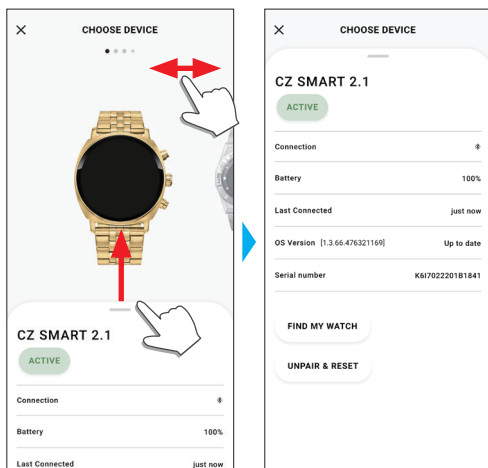 CHOOSE DEVICE
CZ SMART 2.1
ACTIVE
Connection
Battery 100%
Last Connected just now
CHOOSE DEVICE
CZ SMART 2.1
ACTIVE
Connection
Battery 100%
Last Connected just now
OS Version [1.3.66.476321169] Up to date
Serial number K6I7022201B1841
FIND MY WATCH
UNPAIR & RESET